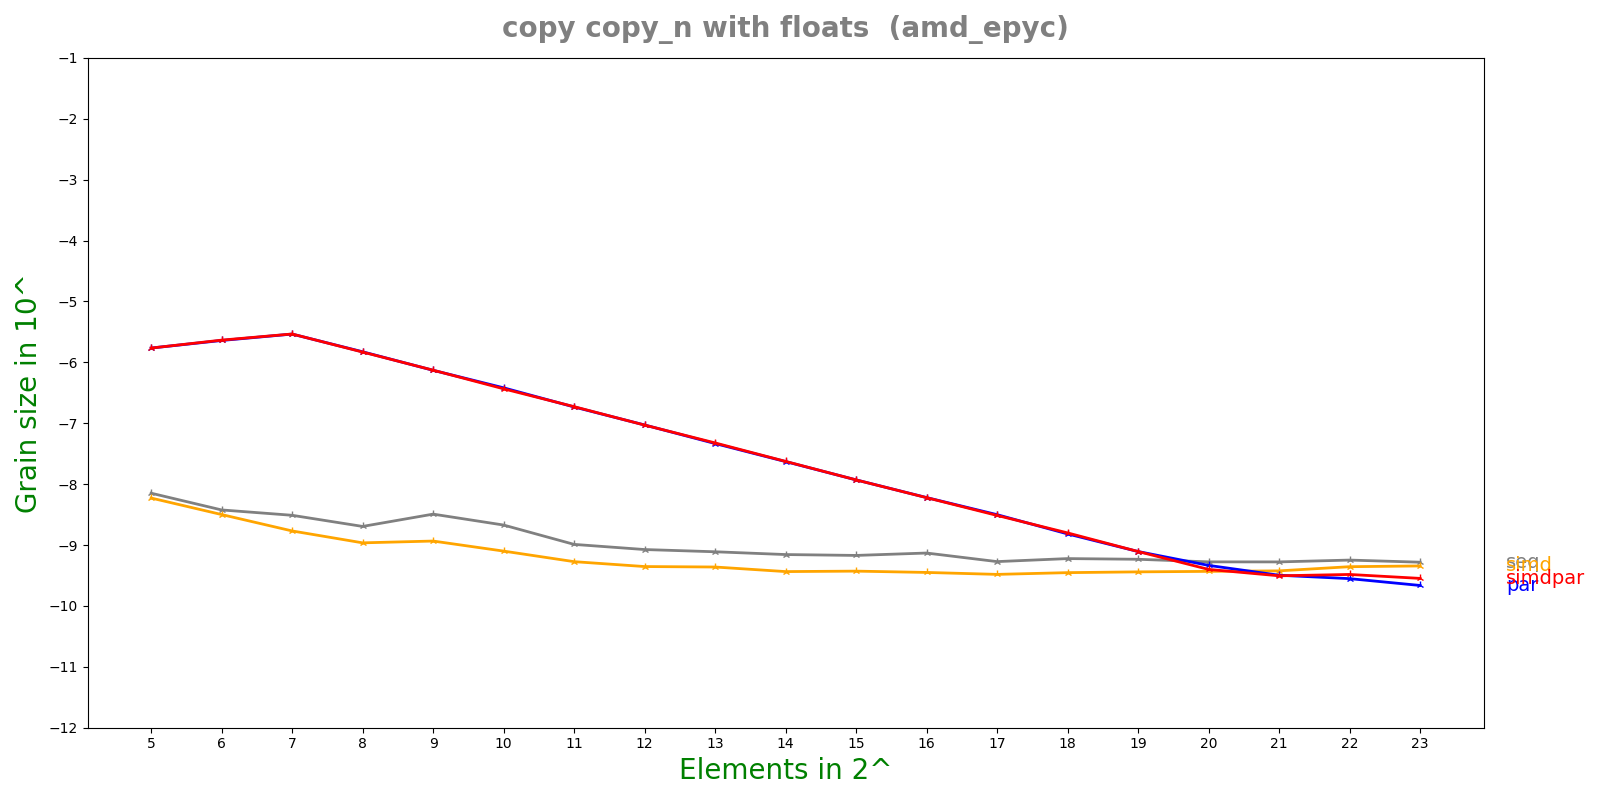 copy copy_n with floats  (amd_epyc)
Grain size in 10^
−1
−2
−3
−4
−5
−6
−7
−8
−9
−10
−11
−12
seq
simd
simdpar
par
5 6 7 8 9 10 11 12 13 14 15 16 17 18 19 20 21 22 23
Elements in 2^